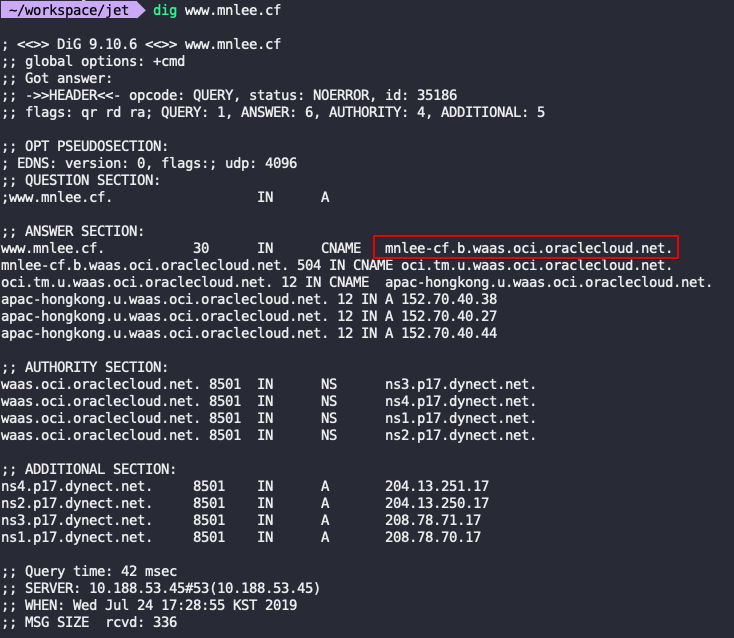 ~/workspace/jet dig www.mnlee.cf
; <<>> DiG 9.10.6 <<>> www.mnlee.cf
;; global options: +cmd
;; Got answer:
;; ->>HEADER<<- opcode: QUERY, status: NOERROR, id: 35186
;; flags: qr rd ra; QUERY: 1, ANSWER: 6, AUTHORITY: 4, ADDITIONAL: 5
;; OPT PSEUDOSECTION:
; EDNS: version: 0, flags:; udp: 4096
;; QUESTION SECTION:
;www.mnlee.cf. IN A
;; ANSWER SECTION:
www.mnlee.cf. 30 IN CNAME mnlee-cf.b.waas.oci.oraclecloud.net.
mnlee-cf.b.waas.oci.oraclecloud.net. 504 IN CNAME oci.tm.u.waas.oci.oraclecloud.net.
oci.tm.u.waas.oci.oraclecloud.net. 12 IN CNAME apac-hongkong.u.waas.oci.oraclecloud.net.
apac-hongkong.u.waas.oci.oraclecloud.net. 12 IN A 152.70.40.38
apac-hongkong.u.waas.oci.oraclecloud.net. 12 IN A 152.70.40.27
apac-hongkong.u.waas.oci.oraclecloud.net. 12 IN A 152.70.40.44
;; AUTHORITY SECTION:
waas.oci.oraclecloud.net. 8501 IN NS ns3.p17.dynect.net.
waas.oci.oraclecloud.net. 8501 IN NS ns4.p17.dynect.net.
waas.oci.oraclecloud.net. 8501 IN NS ns1.p17.dynect.net.
waas.oci.oraclecloud.net. 8501 IN NS ns2.p17.dynect.net.
;; ADDITIONAL SECTION:
ns4.p17.dynect.net. 8501 IN A 204.13.251.17
ns2.p17.dynect.net. 8501 IN A 204.13.250.17
ns3.p17.dynect.net. 8501 IN A 208.78.71.17
ns1.p17.dynect.net. 8501 IN A 208.78.70.17
;; Query time: 42 msec
;; SERVER: 10.188.53.45#53(10.188.53.45)
;; WHEN: Wed Jul 24 17:28:55 KST 2019
;; MSG SIZE rcvd: 336